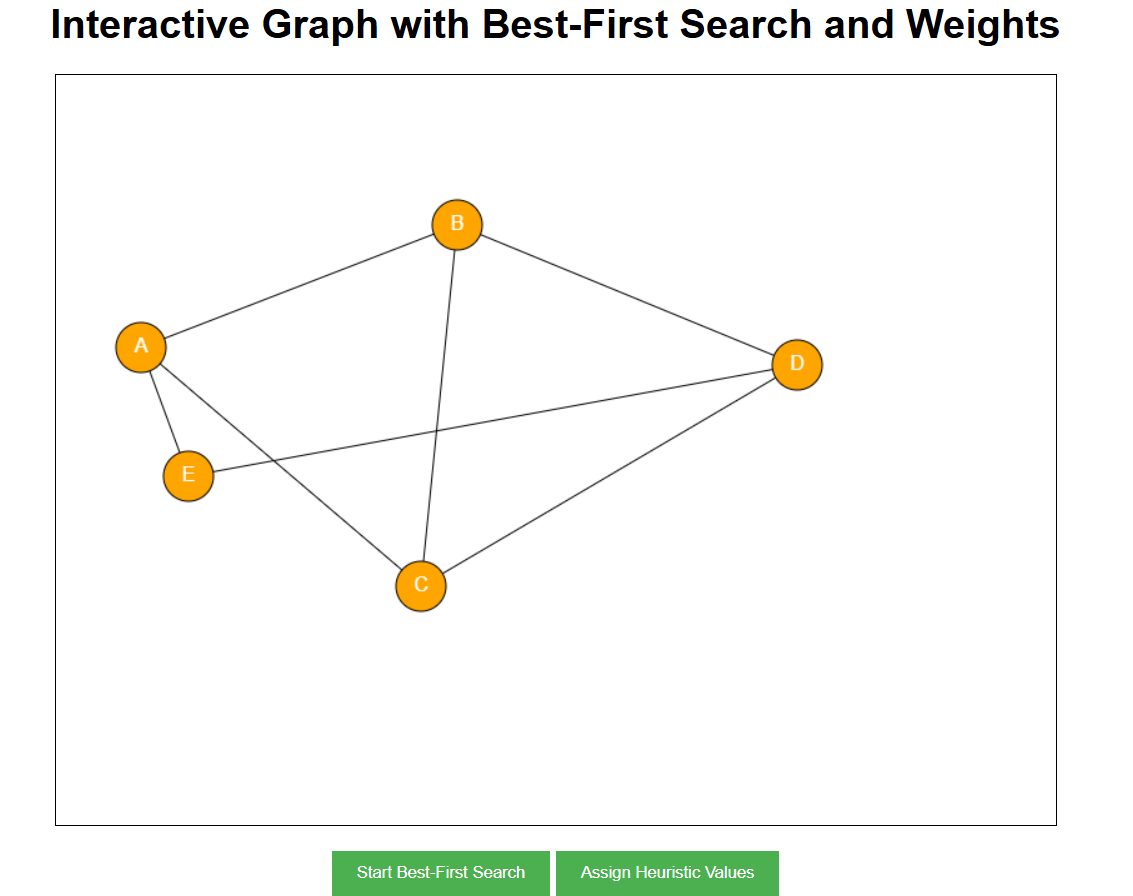 Interactive Graph with Best-First Search and Weights
B
A
D
E
C
Start Best-First Search
Assign Heuristic Values